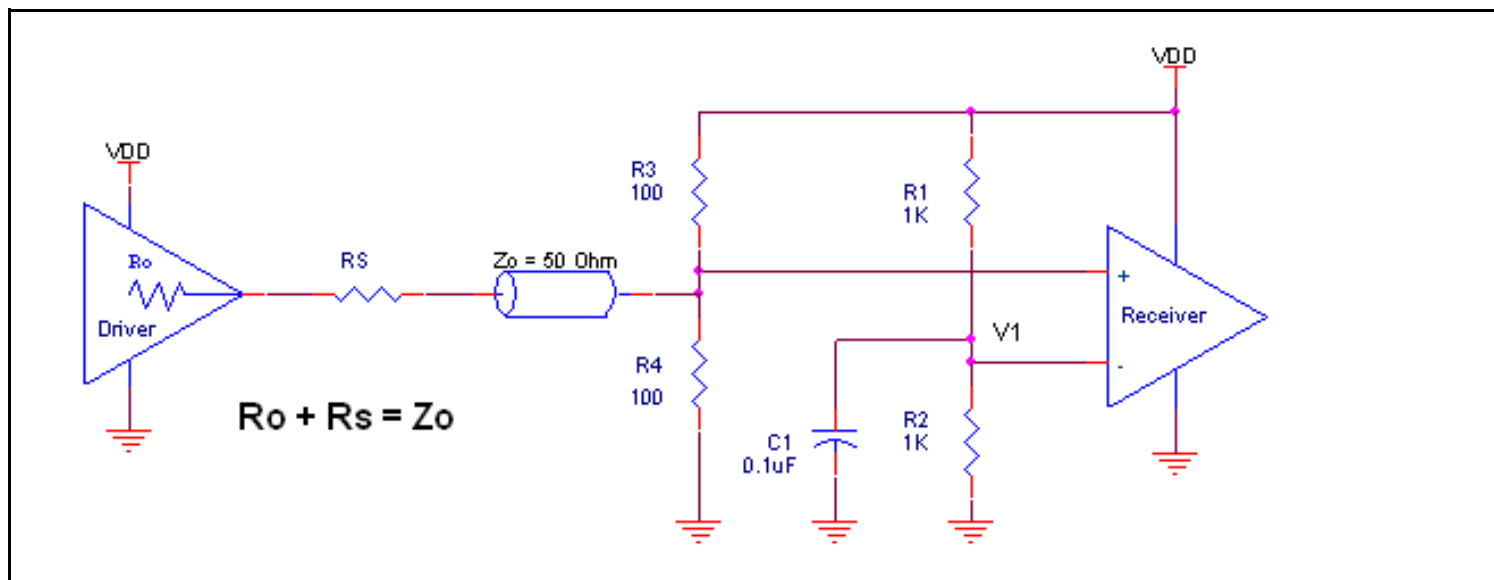 VDD
VDD
R3
100
R1
1K
Ro
RS
Zo = 50 Ohm
+
Driver
Receiver
V1
R4
100
-
Ro + Rs = Zo
R2
1K
C1
0.1uF